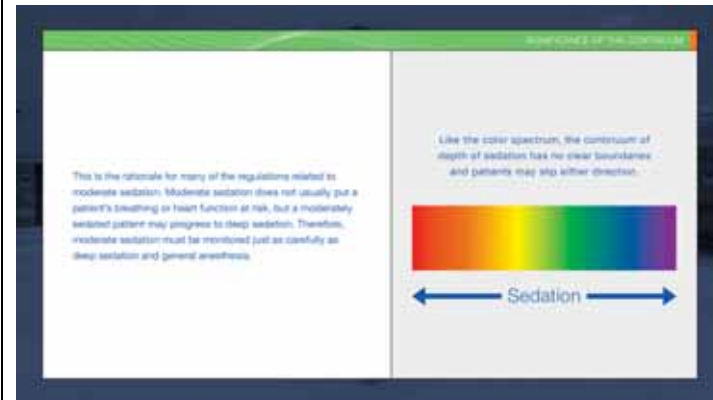 SIGNIFICANCE OF THE CONTINUUM
This is the rationale for many of the regulations related to
moderate sedation. Moderate sedation does not usually put a
patient's breathing or heart function at risk, but a moderately
sedated patient may progress to deep sedation. Therefore,
moderate sedation must be monitored just as carefully as
deep sedation and general anesthesia.
Like the color spectrum, the continuum of
depth of sedation has no clear boundaries
and patients may slip either direction.
Sedation